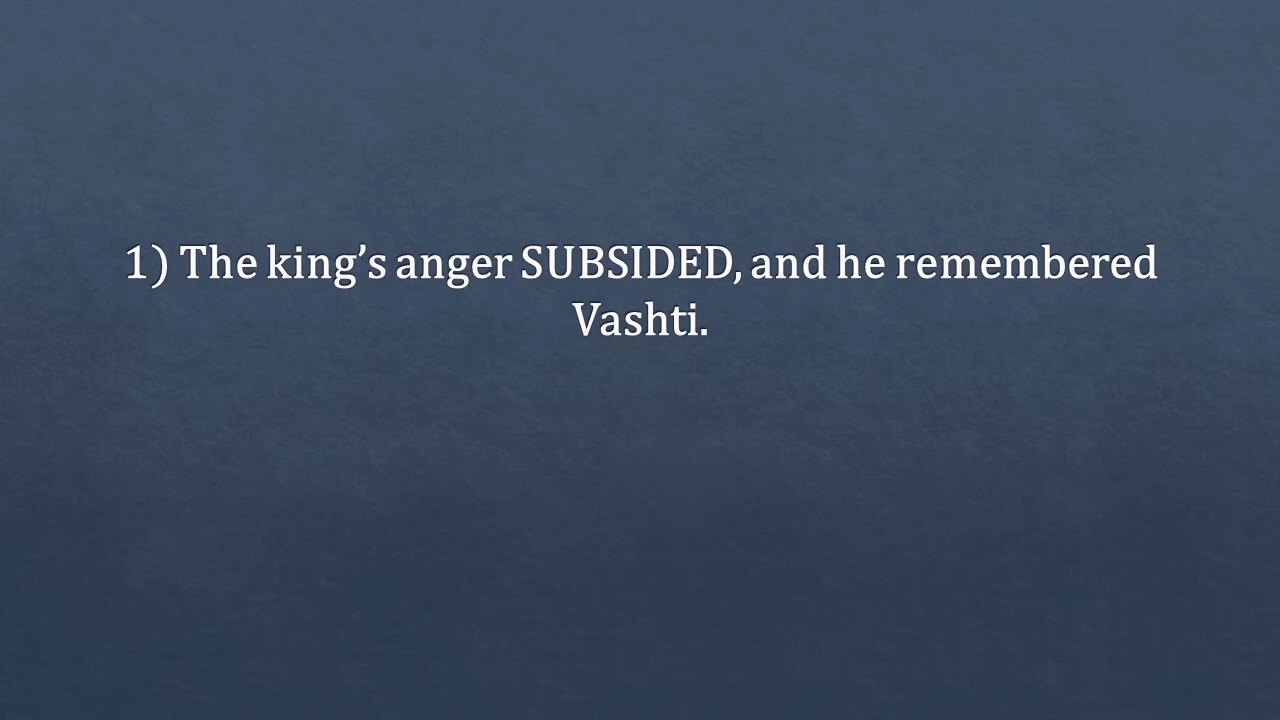 1) The king’s anger SUBSIDED, and he remembered
Vashti.